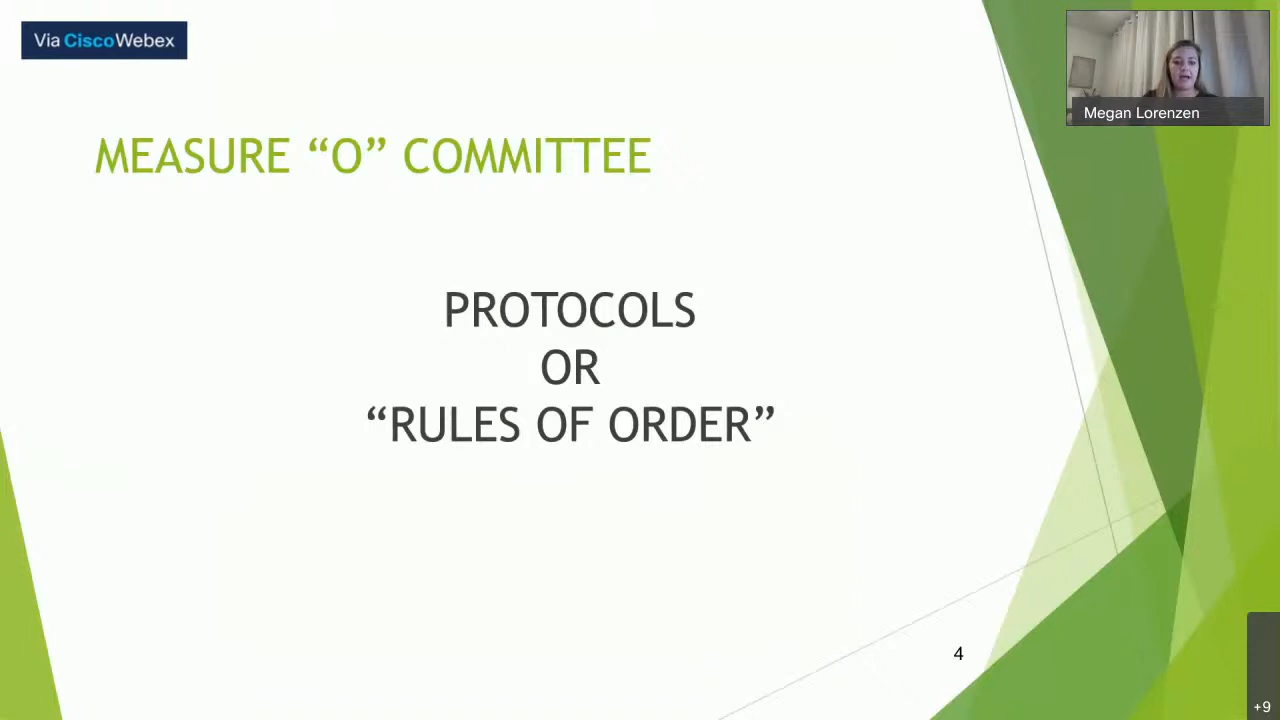 Via CiscoWebex
Megan Lorenzen
MEASURE “O” COMMITTEE
PROTOCOLS
OR
“RULES OF ORDER”
4
+9